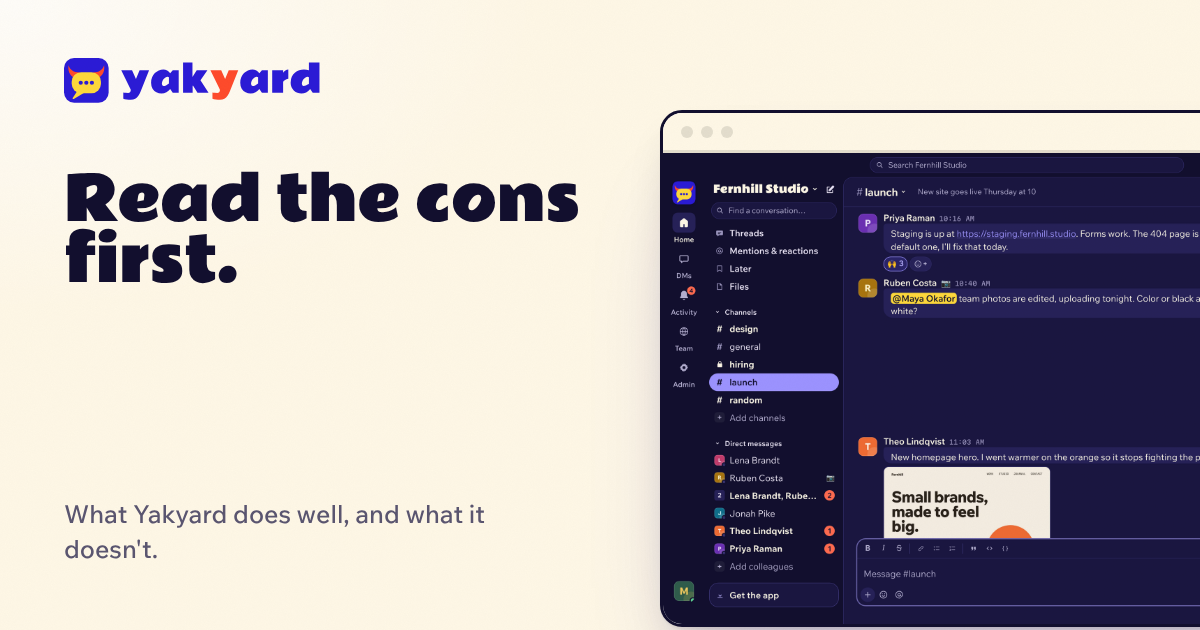 yakyard
Read the cons
first.
What Yakyard does well, and what it
doesn't.
Search Fernhill Studio
Fernhill Studio
Find a conversation...
Home
DMs
4
Activity
Team
Admin
M
Threads
Mentions & reactions
Later
Files
Channels
# design
# general
hiring
# launch
# random
+ Add channels
Direct messages
L Lena Brandt
R Ruben Costa
2 Lena Brandt, Rube... 2
J Jonah Pike
T Theo Lindqvist 1
P Priya Raman 1
+ Add colleagues
Get the app
# launch New site goes live Thursday at 10
P Priya Raman 10:16 AM
Staging is up at https://staging.fernhill.studio. Forms work. The 404 page is
default one, I'll fix that today.
3
R Ruben Costa 10:40 AM
@Maya Okafor team photos are edited, uploading tonight. Color or black a
white?
T Theo Lindqvist 11:03 AM
New homepage hero. I went warmer on the orange so it stops fighting the p
Fernhill
Small brands,
made to feel
big.
B I S
Message #launch